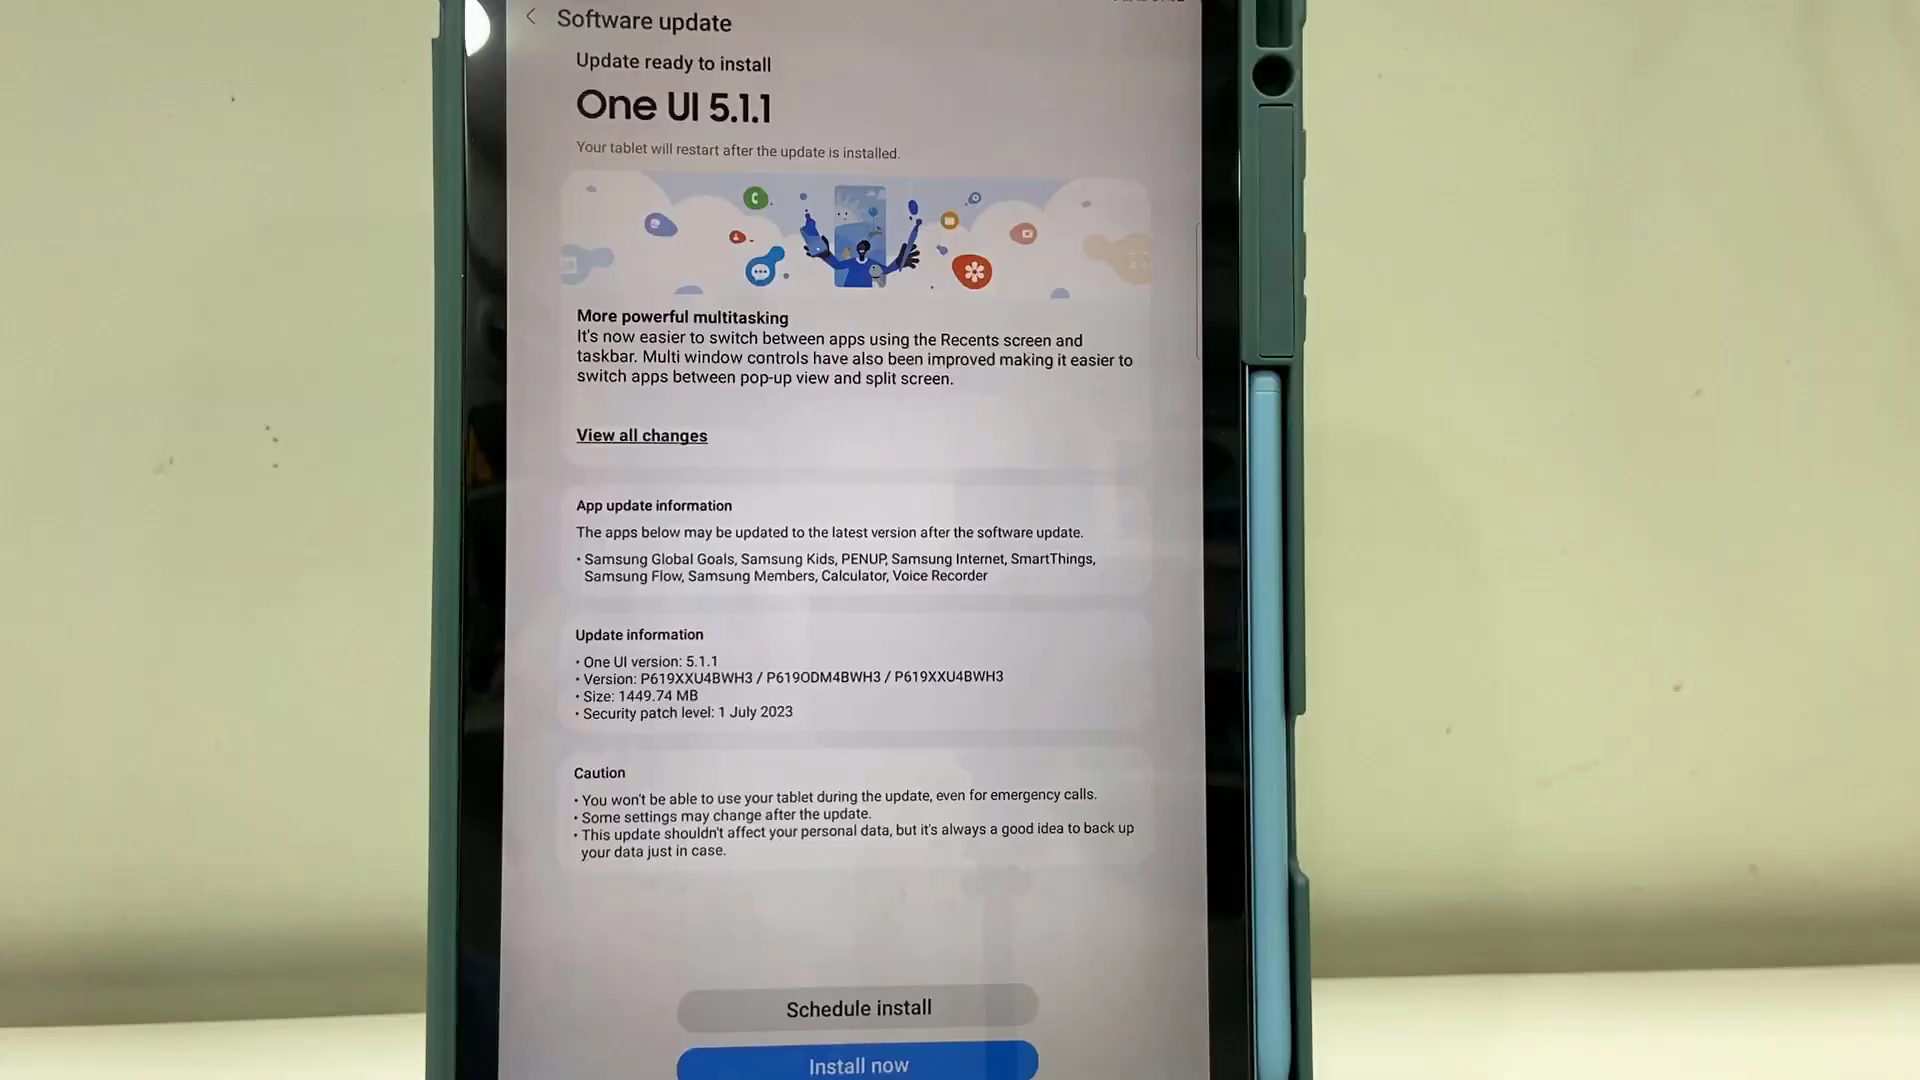 Software update
Update ready to install
One UI 5.1.1
Your tablet will restart after the update is installed.
More powerful multitasking
It's now easier to switch between apps using the Recents screen and
taskbar. Multi window controls have also been improved making it easier to
switch apps between pop-up view and split screen.
View all changes
App update information
The apps below may be updated to the latest version after the software update.
• Samsung Global Goals, Samsung Kids, PENUP, Samsung Internet, SmartThings,
Samsung Flow, Samsung Members, Calculator, Voice Recorder
Update information
• One UI version: 5.1.1
• Version: P619XXU4BWH3 / P619ODM4BWH3 / P619XXU4BWH3
• Size: 1449.74 MB
• Security patch level: 1 July 2023
Caution
• You won't be able to use your tablet during the update, even for emergency calls.
• Some settings may change after the update.
• This update shouldn't affect your personal data, but it's always a good idea to back up
your data just in case.
Schedule install
Install now